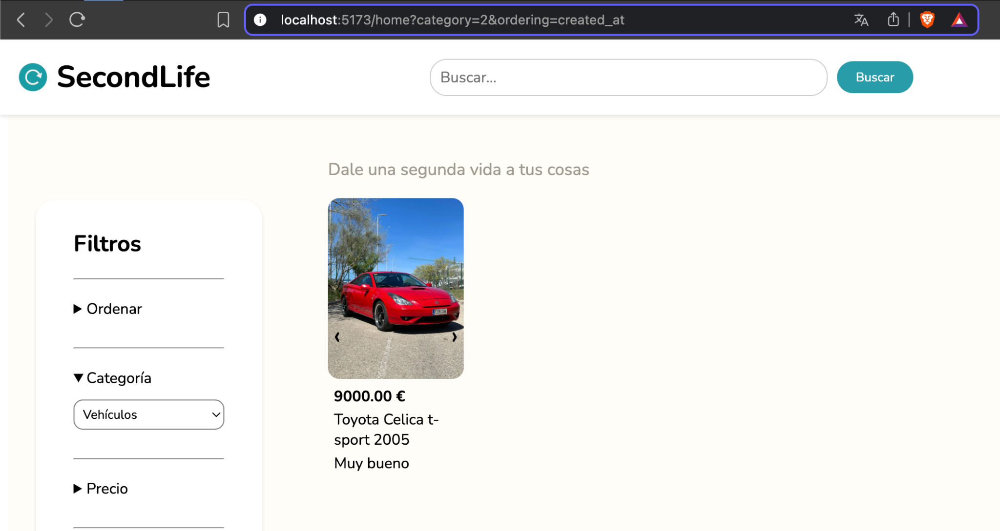 localhost:5173/home?category=2&ordering=created_at
SecondLife
Buscar...
Buscar
Dale una segunda vida a tus cosas
Filtros
Ordenar
Categoría
Vehículos
Precio
9000.00 €
Toyota Celica t-
sport 2005
Muy bueno